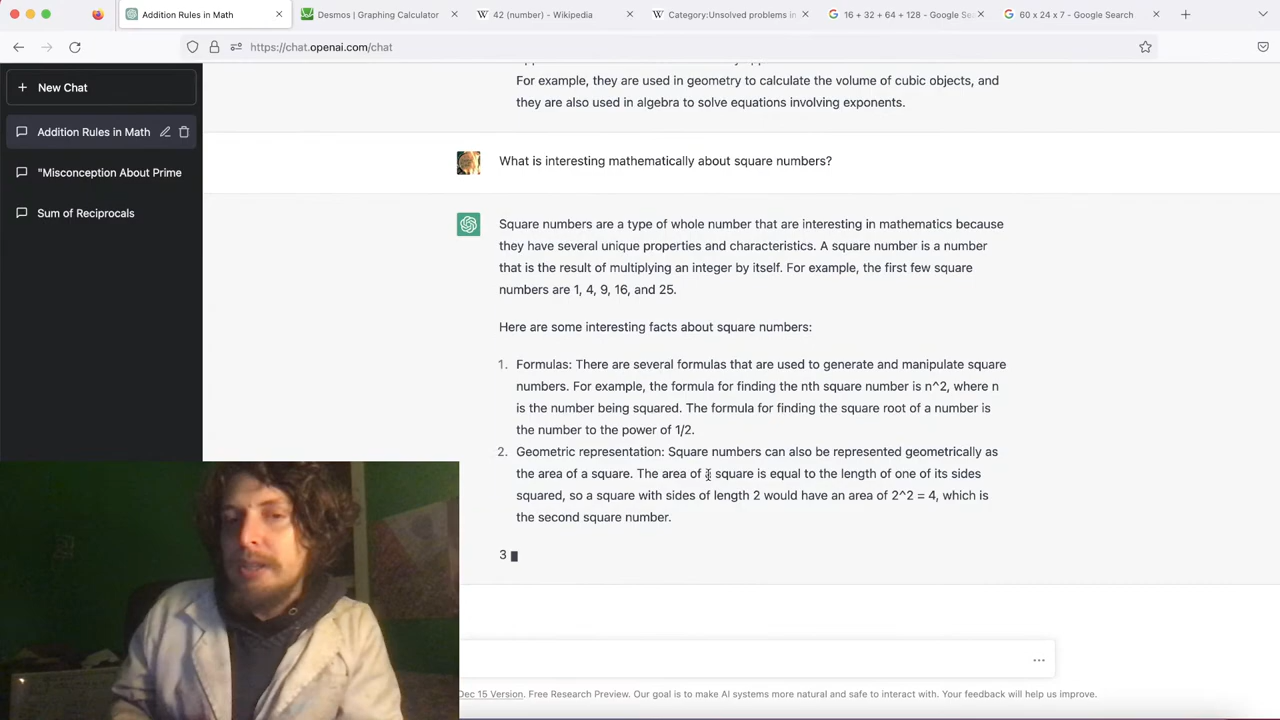 Addition Rules in Math
Desmos | Graphing Calculator
42 (number) - Wikipedia
Category:Unsolved problems in
16 + 32 + 64 + 128 - Google Sea
60 x 24 x 7 - Google Search
https://chat.openai.com/chat
New Chat
Addition Rules in Math
"Misconception About Prime
Sum of Reciprocals
For example, they are used in geometry to calculate the volume of cubic objects, and
they are also used in algebra to solve equations involving exponents.
What is interesting mathematically about square numbers?
Square numbers are a type of whole number that are interesting in mathematics because
they have several unique properties and characteristics. A square number is a number
that is the result of multiplying an integer by itself. For example, the first few square
numbers are 1, 4, 9, 16, and 25.
Here are some interesting facts about square numbers:
1. Formulas: There are several formulas that are used to generate and manipulate square
numbers. For example, the formula for finding the nth square number is n^2, where n
is the number being squared. The formula for finding the square root of a number is
the number to the power of 1/2.
2. Geometric representation: Square numbers can also be represented geometrically as
the area of a square. The area of a square is equal to the length of one of its sides
squared, so a square with sides of length 2 would have an area of 2^2 = 4, which is
the second square number.
3
Dec 15 Version. Free Research Preview. Our goal is to make AI systems more natural and safe to interact with. Your feedback will help us improve.